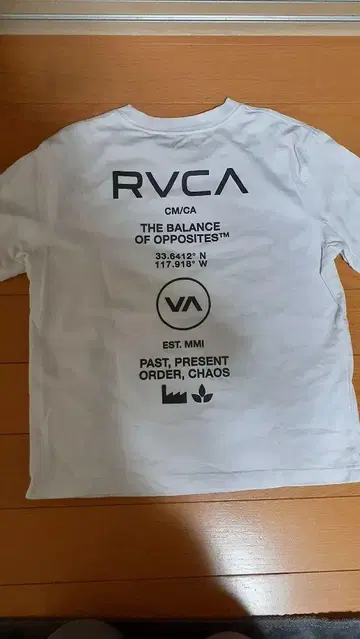 RVCA
CM/CA
THE BALANCE
OF OPPOSITES™
33.6412° N
117.918° W
VA
EST. MMI
PAST, PRESENT
ORDER, CHAOS